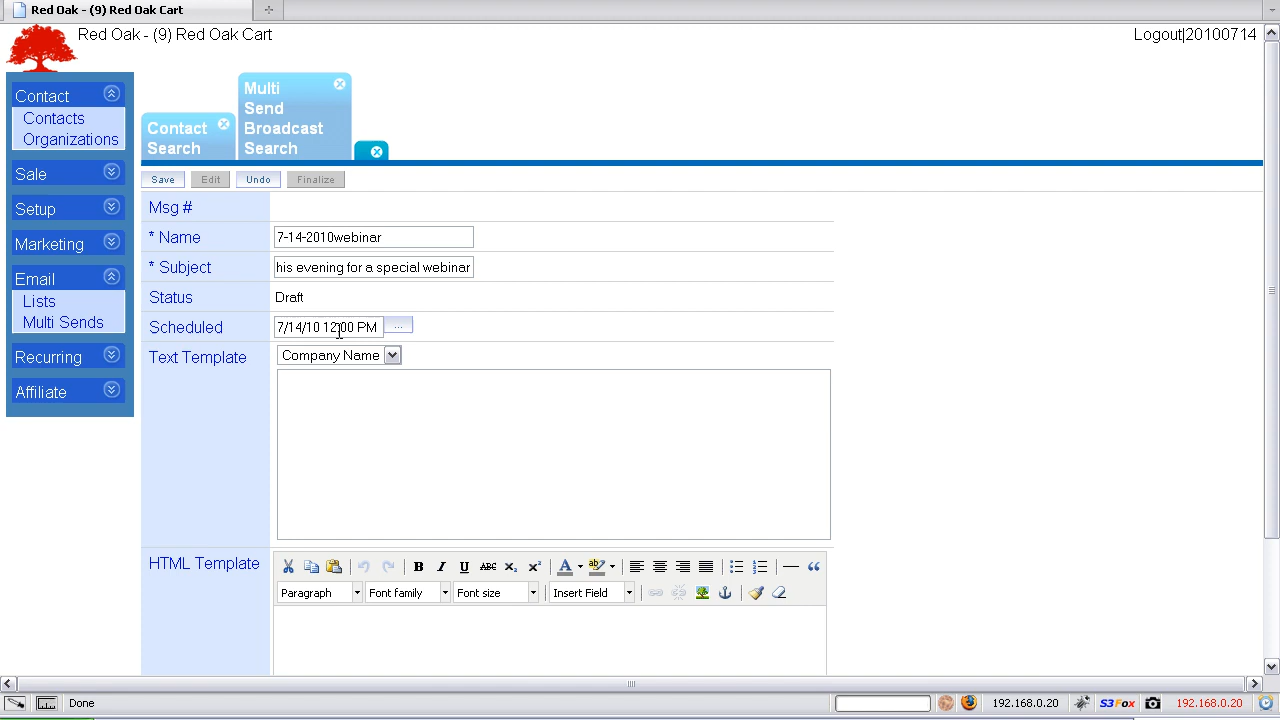 Red Oak - (9) Red Oak Cart
Red Oak - (9) Red Oak Cart
Logout|20100714
Contact
Contacts
Organizations
Sale
Setup
Marketing
Email
Lists
Multi Sends
Recurring
Affiliate
Contact
Search
Multi
Send
Broadcast
Search
Save Edit Undo Finalize
Msg #
* Name 7-14-2010webinar
* Subject his evening for a special webinar
Status Draft
Scheduled 7/14/10 12:00 PM ...
Text Template Company Name
HTML Template
B I U ABC X₂ X² A ab
Paragraph Font family Font size Insert Field
Done 192.168.0.20 S3Fox 192.168.0.20